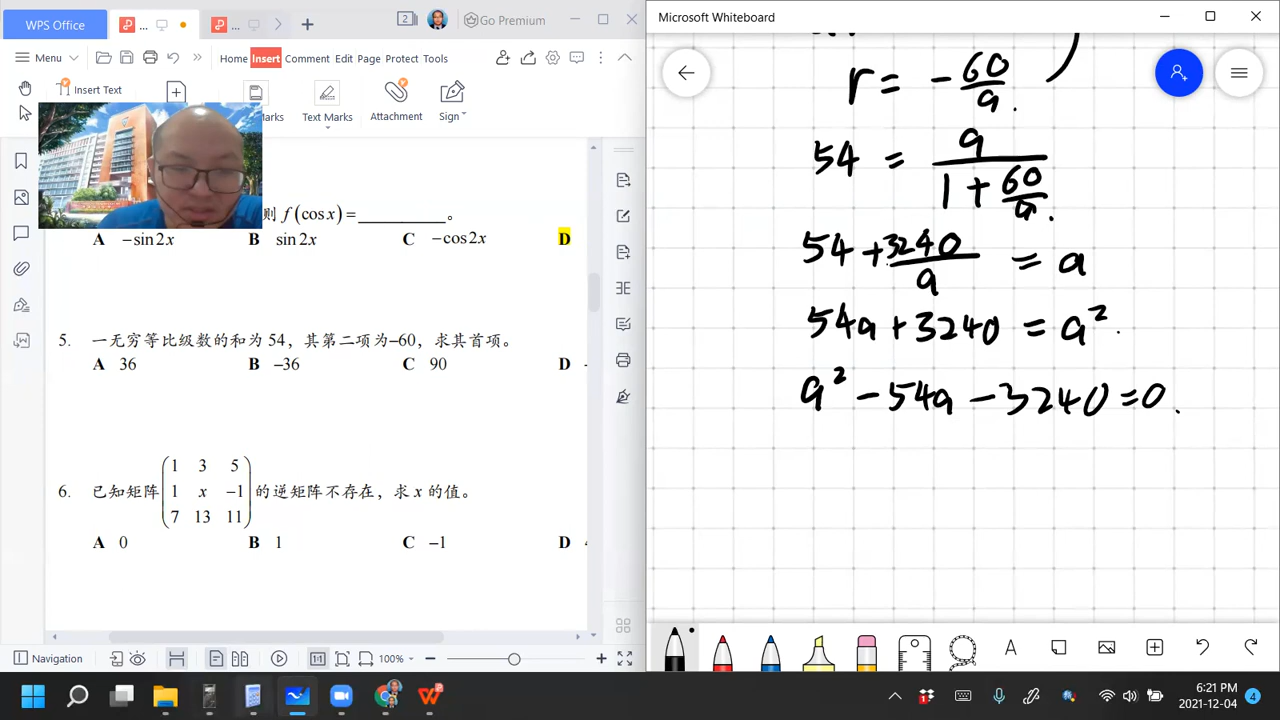 WPS Office
...
...
2
Go Premium
Microsoft Whiteboard
Menu
Home Insert Comment Edit Page Protect Tools
Insert Text
Text Marks
Attachment
Sign
则 f(cos x) = ________。
A −sin2x B sin2x C −cos2x D
5. 一无穷等比级数的和为 54，其第二项为–60，求其首项。
A 36 B –36 C 90 D
6. 已知矩阵 (1 3 5
1 x −1
7 13 11) 的逆矩阵不存在，求 x 的值。
A 0 B 1 C –1 D
Navigation
1:1
100%
r = -60/a.
54 = a/(1 + 60/a).
54 + 3240/a = a
54a + 3240 = a².
a² - 54a - 3240 = 0.
A
6:21 PM
2021-12-04
4